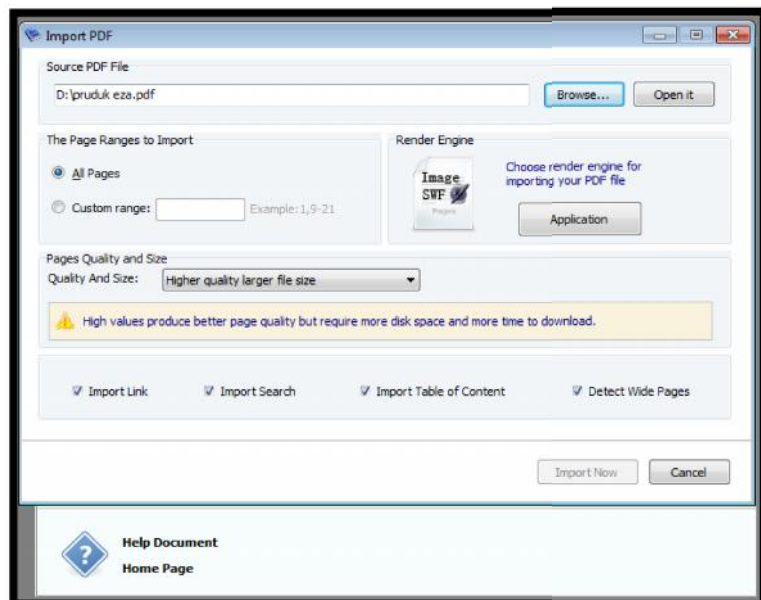 Import PDF
Source PDF File
D:\pruduk eza.pdf
Browse...
Open it
The Page Ranges to Import
All Pages
Custom range:
Example:1,9-21
Render Engine
Image
SWF
Pages
Choose render engine for
importing your PDF file
Application
Pages Quality and Size
Quality And Size:
Higher quality larger file size
High values produce better page quality but require more disk space and more time to download.
Import Link
Import Search
Import Table of Content
Detect Wide Pages
Import Now
Cancel
Help Document
Home Page